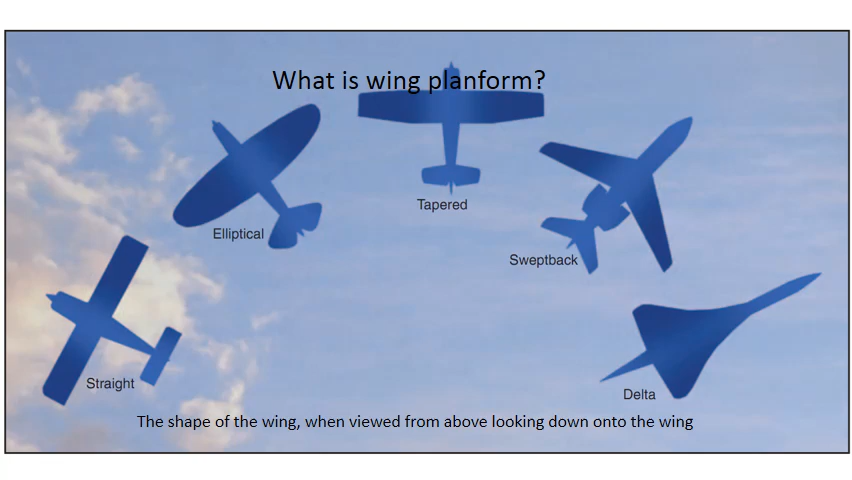 What is wing planform?
Tapered
Elliptical
Sweptback
Straight
Delta
The shape of the wing, when viewed from above looking down onto the wing